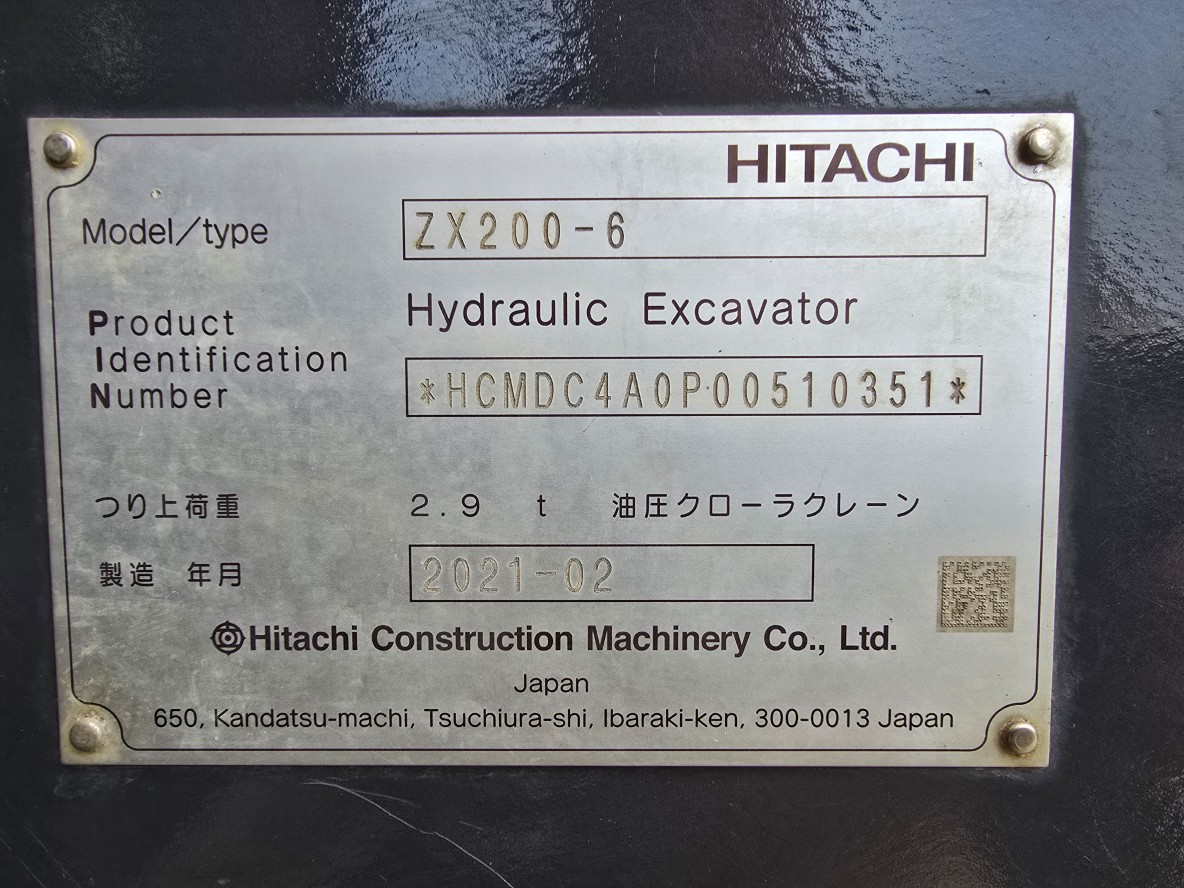 HITACHI
Model/type ZX200-6
Hydraulic Excavator
Product
Identification
Number
*HCMDC4A0P00510351*
つり上荷重 2.9 t 油圧クローラクレーン
製造 年月 2021-02
Hitachi Construction Machinery Co., Ltd.
Japan
650, Kandatsu-machi, Tsuchiura-shi, Ibaraki-ken, 300-0013 Japan